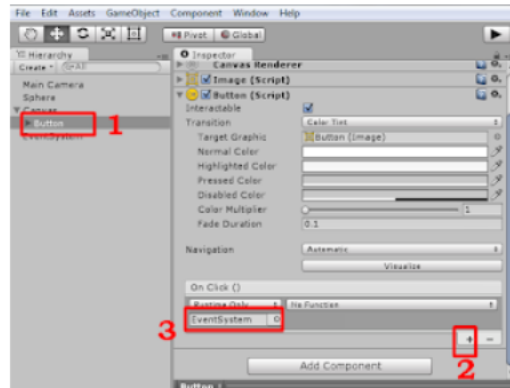 File Edit Assets GameObject Component Window Help
Pivot Global
Hierarchy
Create All
Main Camera
Sphere
Canvas
Button
EventSystem
1
Inspector
Canvas Renderer
Image (Script)
Button (Script)
Interactable
Transition Color Tint
Target Graphic Button (Image)
Normal Color
Highlighted Color
Pressed Color
Disabled Color
Color Multiplier 1
Fade Duration 0.1
Navigation Automatic
Visualize
On Click ()
Runtime Only No Function
3 EventSystem
+ -
2
Add Component
Button